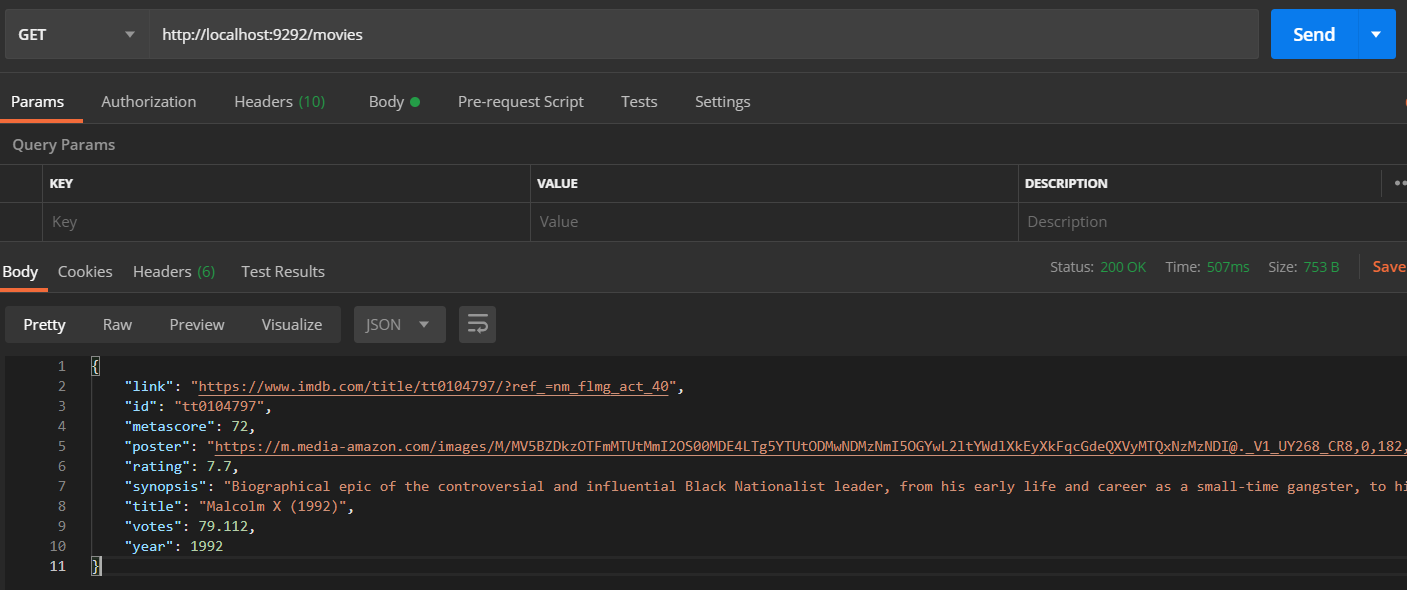 GET http://localhost:9292/movies Send
Params Authorization Headers (10) Body Pre-request Script Tests Settings
Query Params
KEY VALUE DESCRIPTION
Key Value Description
Body Cookies Headers (6) Test Results Status: 200 OK Time: 507ms Size: 753 B Save
Pretty Raw Preview Visualize JSON
1 {
2 "link": "https://www.imdb.com/title/tt0104797/?ref_=nm_flmg_act_40",
3 "id": "tt0104797",
4 "metascore": 72,
5 "poster": "https://m.media-amazon.com/images/M/MV5BZDkzOTFmMTUtMmI2OS00MDE4LTg5YTUtODMwNDMzNmI5OGYwL2ltYWdlXkEyXkFqcGdeQXVyMTQxNzMzNDI@._V1_UY268_CR8,0,182,
6 "rating": 7.7,
7 "synopsis": "Biographical epic of the controversial and influential Black Nationalist leader, from his early life and career as a small-time gangster, to hi
8 "title": "Malcolm X (1992)",
9 "votes": 79.112,
10 "year": 1992
11 }